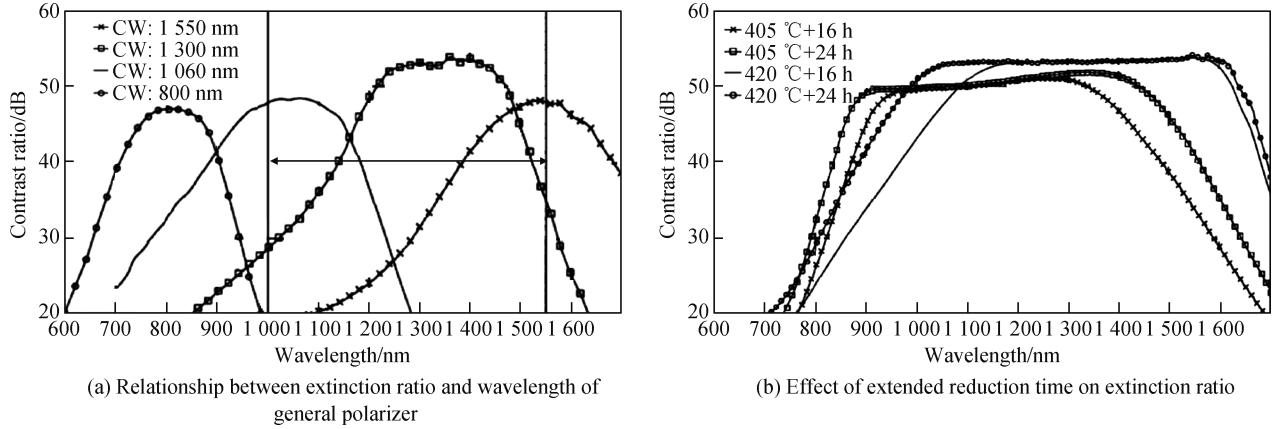 60
50
40
30
20
Contrast ratio/dB
CW: 1 550 nm
CW: 1 300 nm
CW: 1 060 nm
CW: 800 nm
600 700 800 900 1 000 1 100 1 200 1 300 1 400 1 500 1 600
Wavelength/nm
(a) Relationship between extinction ratio and wavelength of
general polarizer
60
50
40
30
20
Contrast ratio/dB
405 ℃+16 h
405 ℃+24 h
420 ℃+16 h
420 ℃+24 h
600 700 800 900 1 000 1 100 1 200 1 300 1 400 1 500 1 600
Wavelength/nm
(b) Effect of extended reduction time on extinction ratio